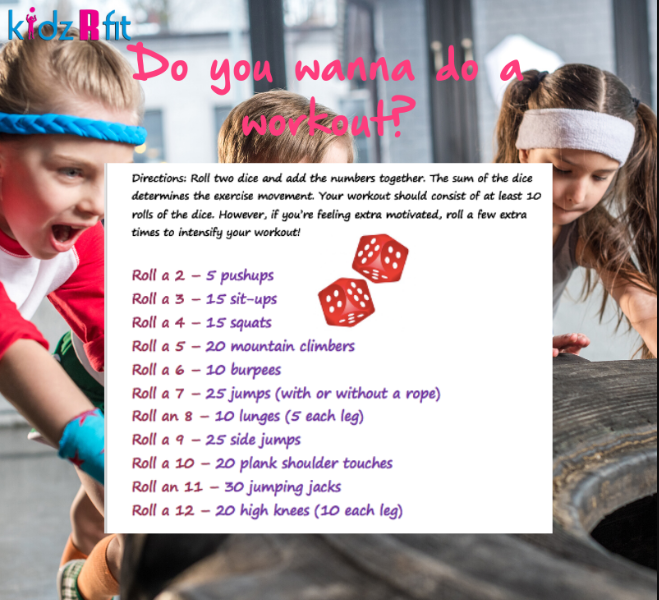 kidz R fit
Do you wanna do a
workout?
Directions: Roll two dice and add the numbers together. The sum of the dice
determines the exercise movement. Your workout should consist of at least 10
rolls of the dice. However, if you're feeling extra motivated, roll a few extra
times to intensify your workout!
Roll a 2 – 5 pushups
Roll a 3 – 15 sit-ups
Roll a 4 – 15 squats
Roll a 5 – 20 mountain climbers
Roll a 6 – 10 burpees
Roll a 7 – 25 jumps (with or without a rope)
Roll an 8 – 10 lunges (5 each leg)
Roll a 9 – 25 side jumps
Roll a 10 – 20 plank shoulder touches
Roll an 11 – 30 jumping jacks
Roll a 12 – 20 high knees (10 each leg)